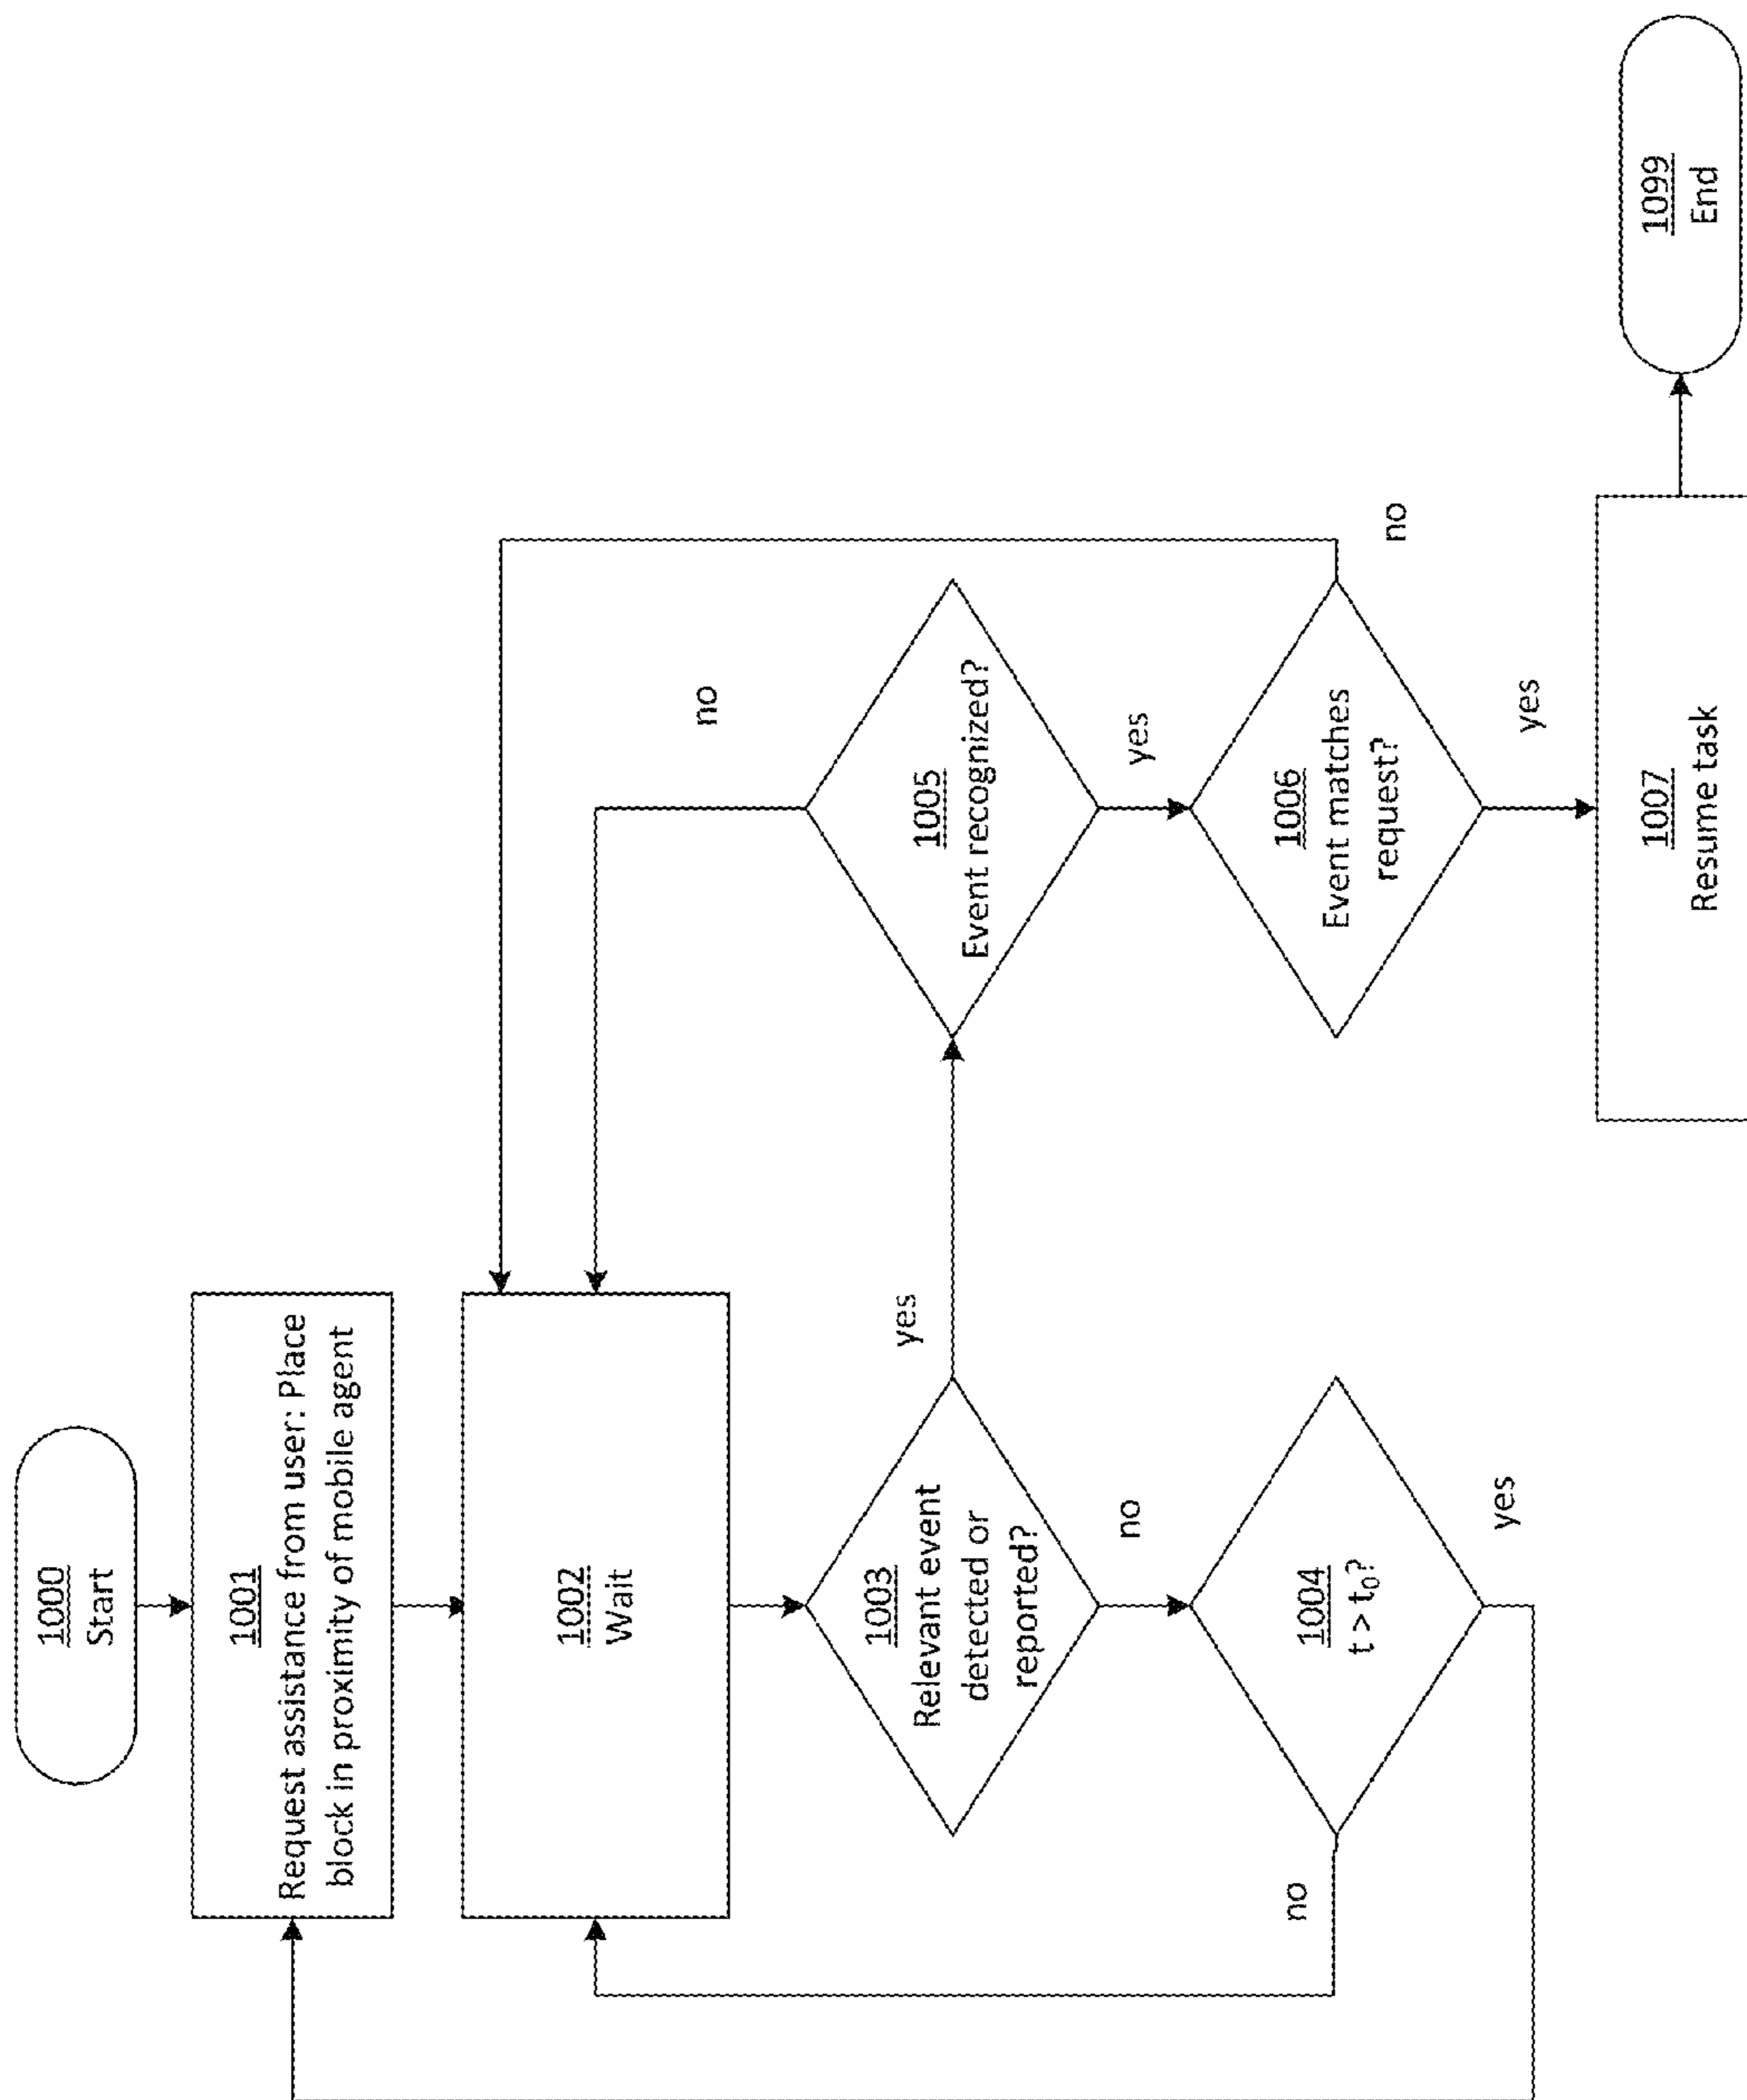 1000
Start
1001
Request assistance from user: Place
block in proximity of mobile agent
1002
Wait
1003
Relevant event
detected or
reported?
yes
no
1004
t > t₀?
no
yes
1005
Event recognized?
no
yes
1006
Event matches
request?
no
yes
1007
Resume task
1099
End